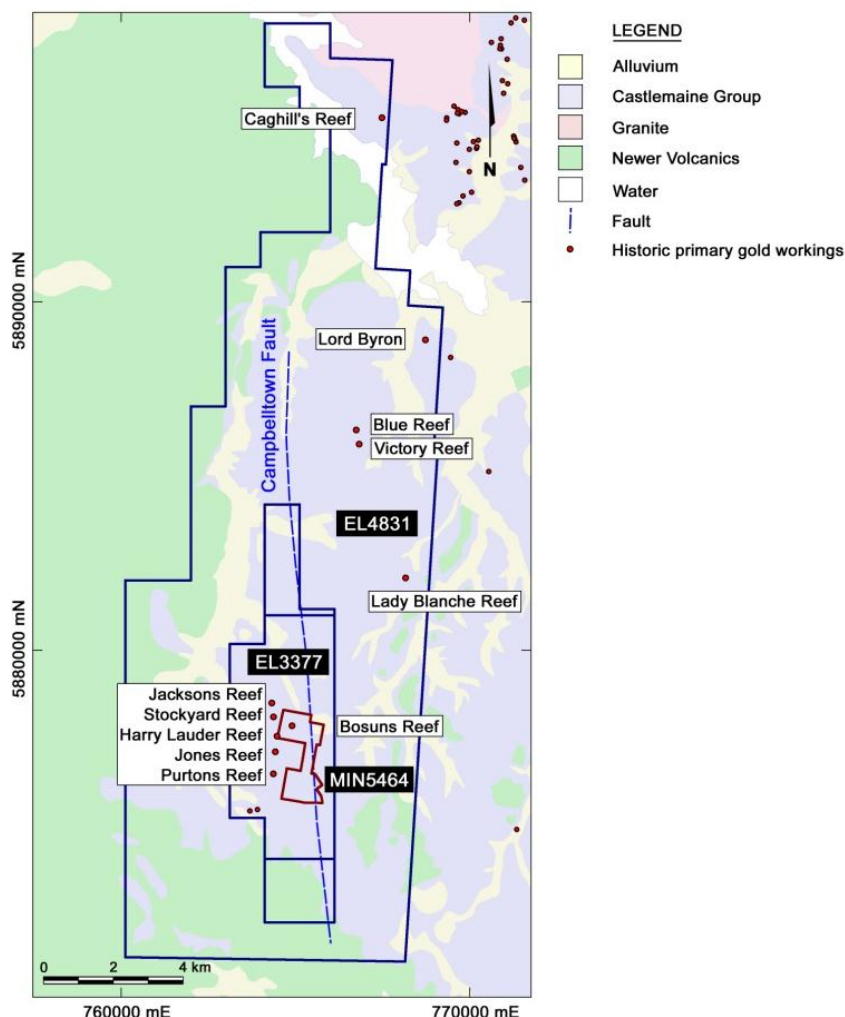 LEGEND
Alluvium
Castlemaine Group
Granite
Newer Volcanics
Water
Fault
Historic primary gold workings
N
Caghill's Reef
5890000 mN
Lord Byron
Campbelltown Fault
Blue Reef
Victory Reef
EL4831
Lady Blanche Reef
5880000 mN
EL3377
Jacksons Reef
Stockyard Reef
Harry Lauder Reef
Jones Reef
Purtons Reef
Bosuns Reef
MIN5464
0 2 4 km
760000 mE 770000 mE